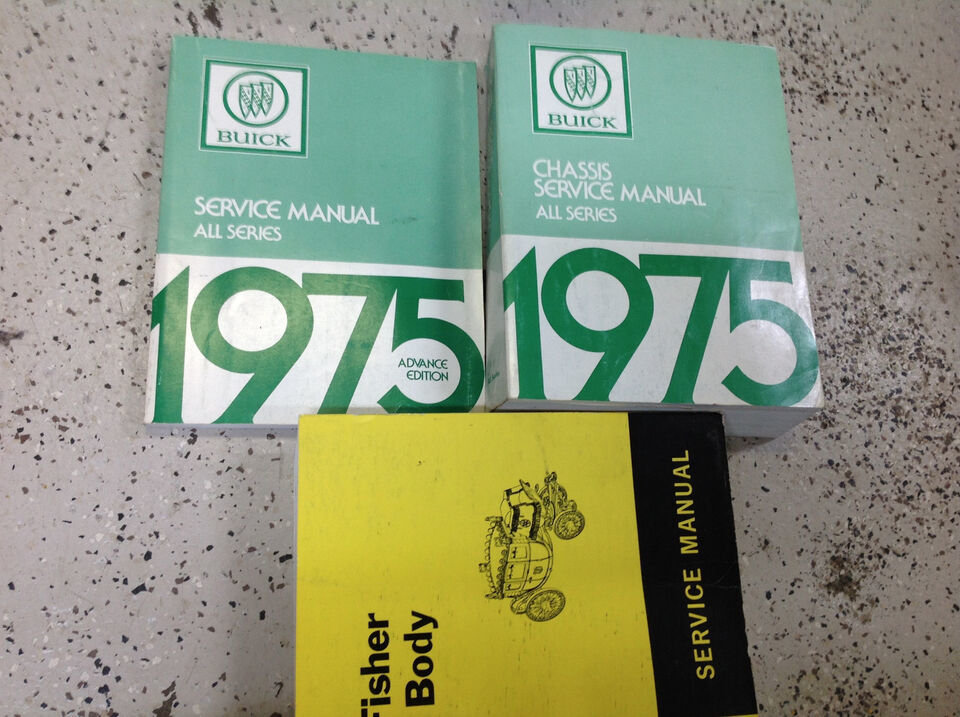 BUICK
SERVICE MANUAL
ALL SERIES
1975
ADVANCE
EDITION
BUICK
CHASSIS
SERVICE MANUAL
ALL SERIES
1975
Fisher
Body
SERVICE MANUAL